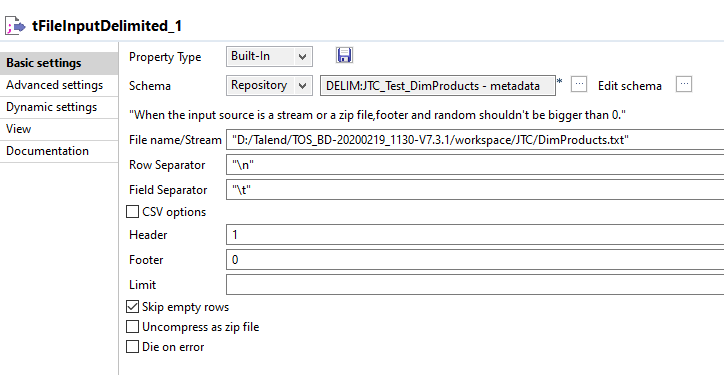 tFileInputDelimited_1
Basic settings
Advanced settings
Dynamic settings
View
Documentation
Property Type Built-In
Schema Repository DELIM:JTC_Test_DimProducts - metadata * ... Edit schema ...
"When the input source is a stream or a zip file,footer and random shouldn't be bigger than 0."
File name/Stream "D:/Talend/TOS_BD-20200219_1130-V7.3.1/workspace/JTC/DimProducts.txt"
Row Separator "\n"
Field Separator "\t"
CSV options
Header 1
Footer 0
Limit
Skip empty rows
Uncompress as zip file
Die on error